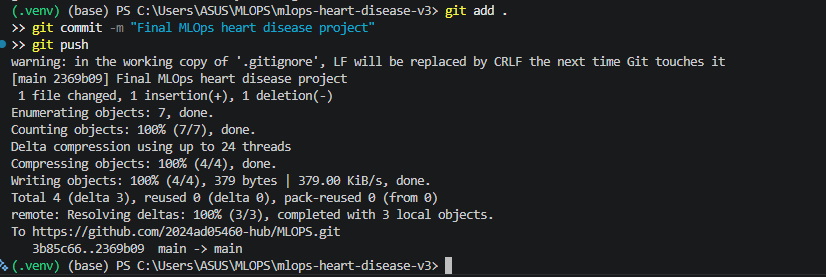 (.venv) (base) PS C:\Users\ASUS\MLOPS\mlops-heart-disease-v3> git add .
>> git commit -m "Final MLOps heart disease project"
>> git push
warning: in the working copy of '.gitignore', LF will be replaced by CRLF the next time Git touches it
[main 2369b09] Final MLOps heart disease project
 1 file changed, 1 insertion(+), 1 deletion(-)
Enumerating objects: 7, done.
Counting objects: 100% (7/7), done.
Delta compression using up to 24 threads
Compressing objects: 100% (4/4), done.
Writing objects: 100% (4/4), 379 bytes | 379.00 KiB/s, done.
Total 4 (delta 3), reused 0 (delta 0), pack-reused 0 (from 0)
remote: Resolving deltas: 100% (3/3), completed with 3 local objects.
To https://github.com/2024ad05460-hub/MLOPS.git
   3b85c66..2369b09  main -> main
(.venv) (base) PS C:\Users\ASUS\MLOPS\mlops-heart-disease-v3>